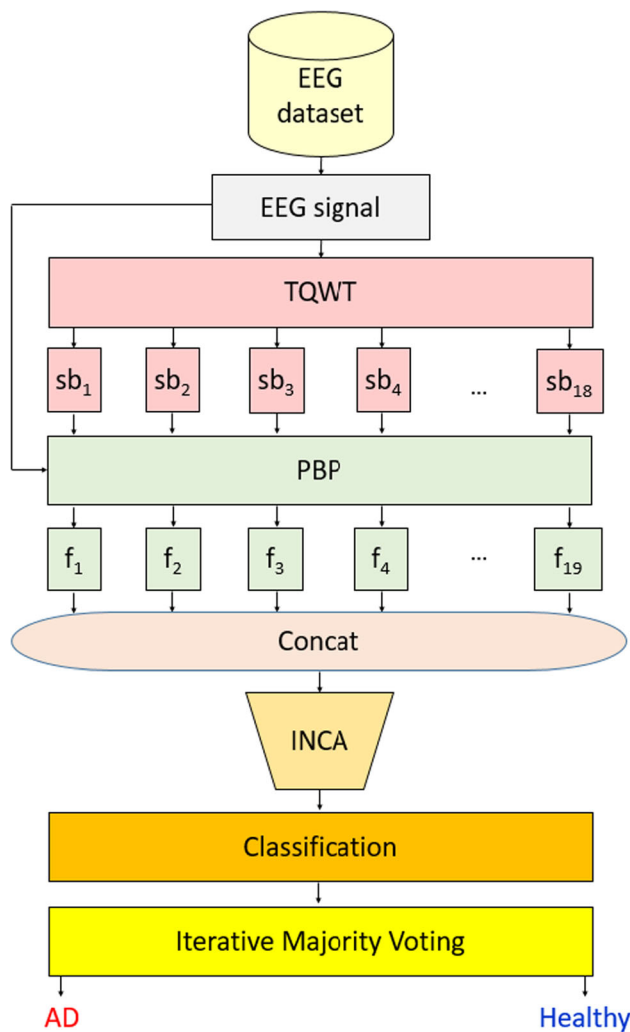 EEG
dataset
EEG signal
TQWT
sb₁ sb₂ sb₃ sb₄ ... sb₁₈
PBP
f₁ f₂ f₃ f₄ ... f₁₉
Concat
INCA
Classification
Iterative Majority Voting
AD Healthy